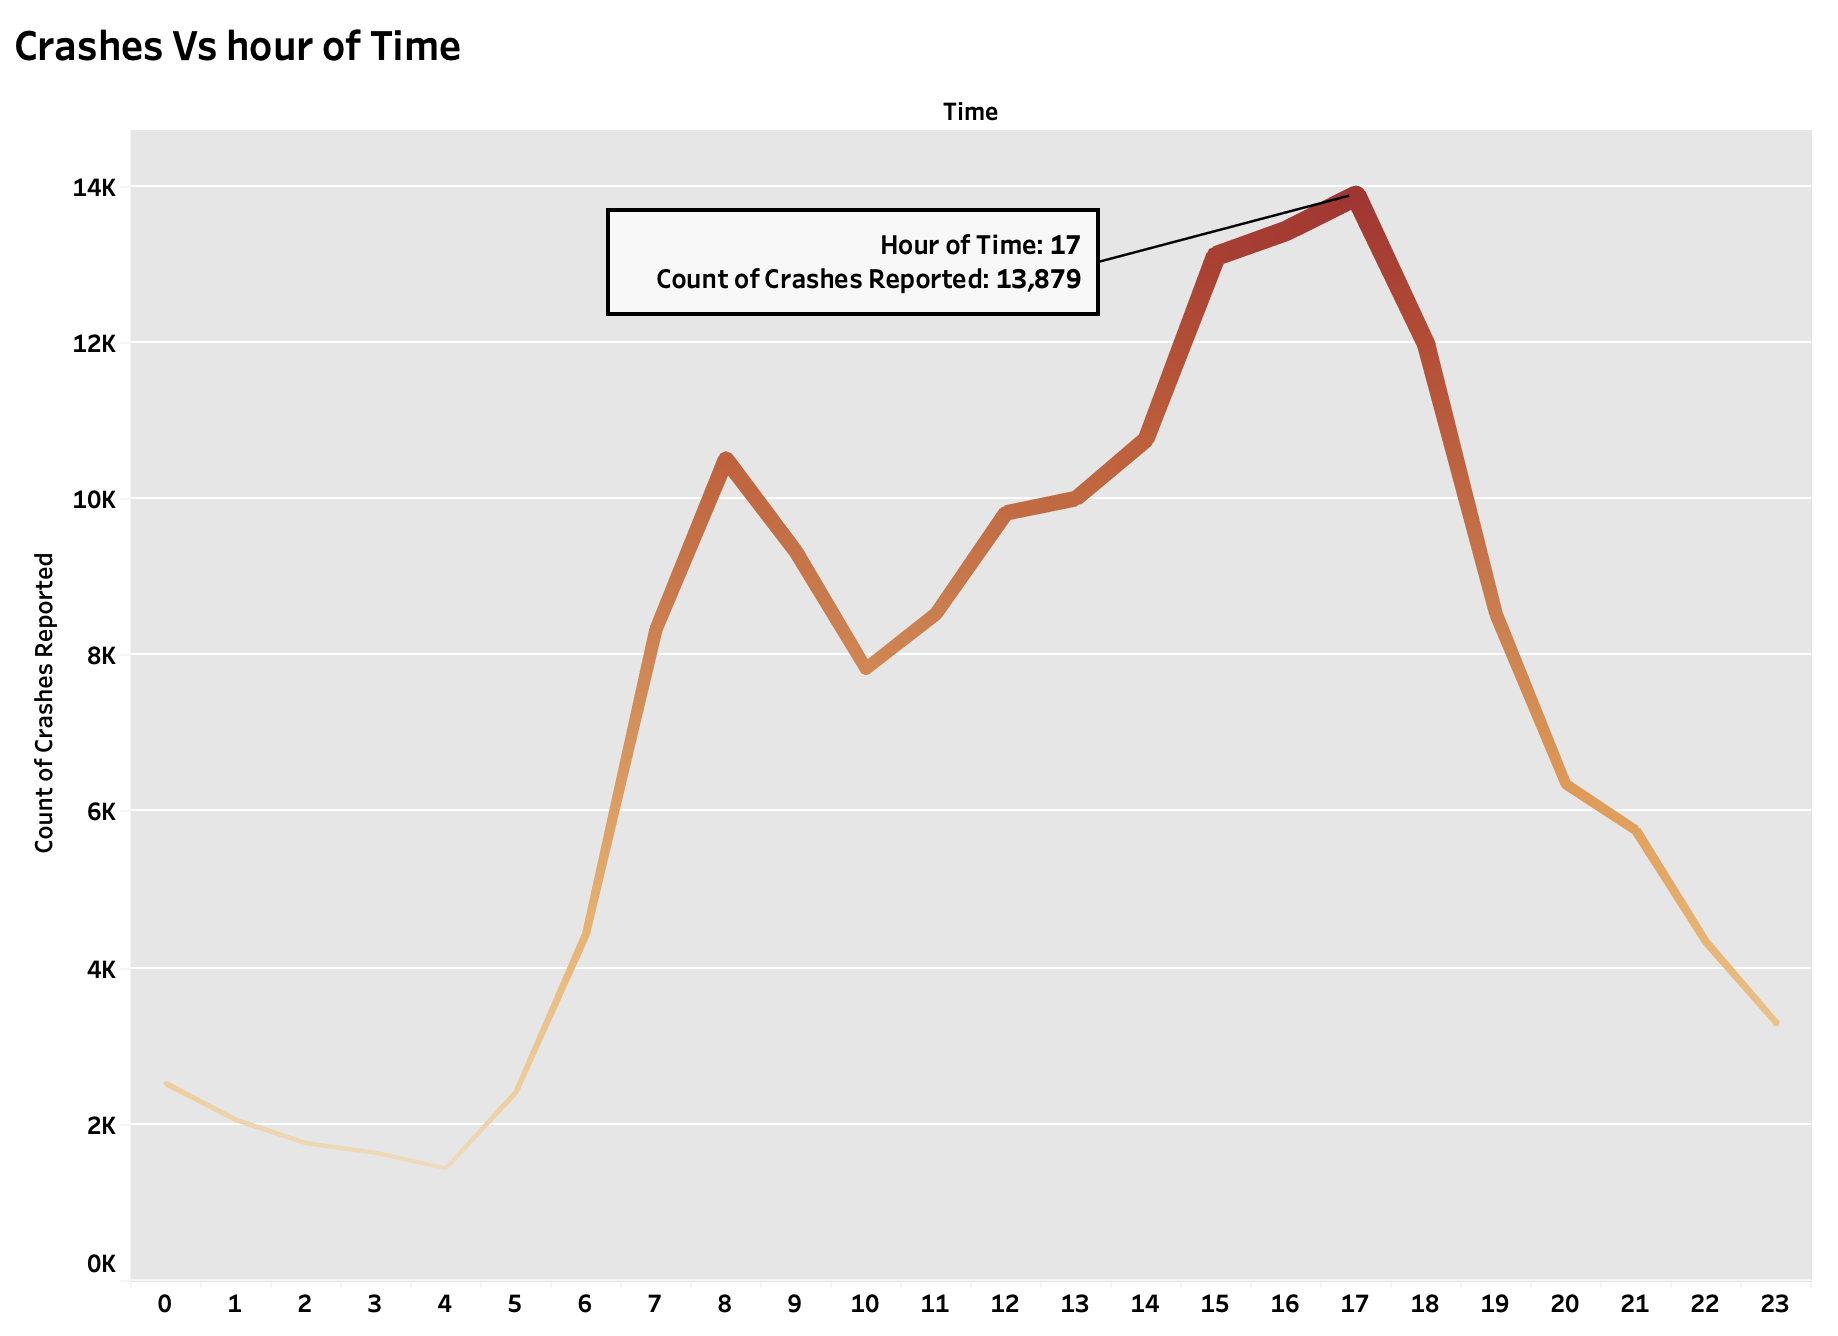 Crashes Vs hour of Time
Time
14K
Hour of Time: 17
Count of Crashes Reported: 13,879
12K
10K
8K
6K
4K
2K
0K
Count of Crashes Reported
0 1 2 3 4 5 6 7 8 9 10 11 12 13 14 15 16 17 18 19 20 21 22 23